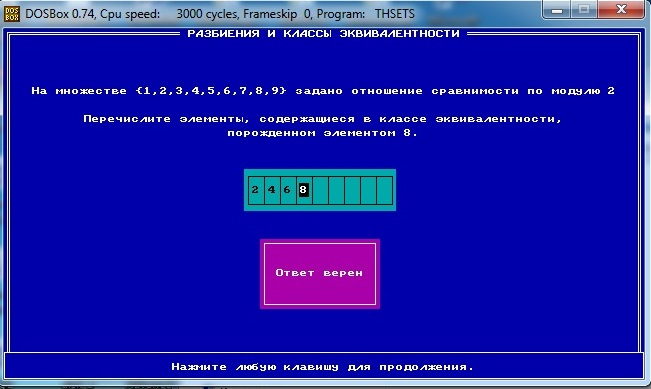 DOSBox 0.74, Cpu speed: 3000 cycles, Frameskip 0, Program: THSETS
РАЗБИЕНИЯ И КЛАССЫ ЭКВИВАЛЕНТНОСТИ
На множестве {1,2,3,4,5,6,7,8,9} задано отношение сравнимости по модулю 2
Перечислите элементы, содержащиеся в классе эквивалентности,
порожденном элементом 8.
2 4 6 8
Ответ верен
Нажмите любую клавишу для продолжения.